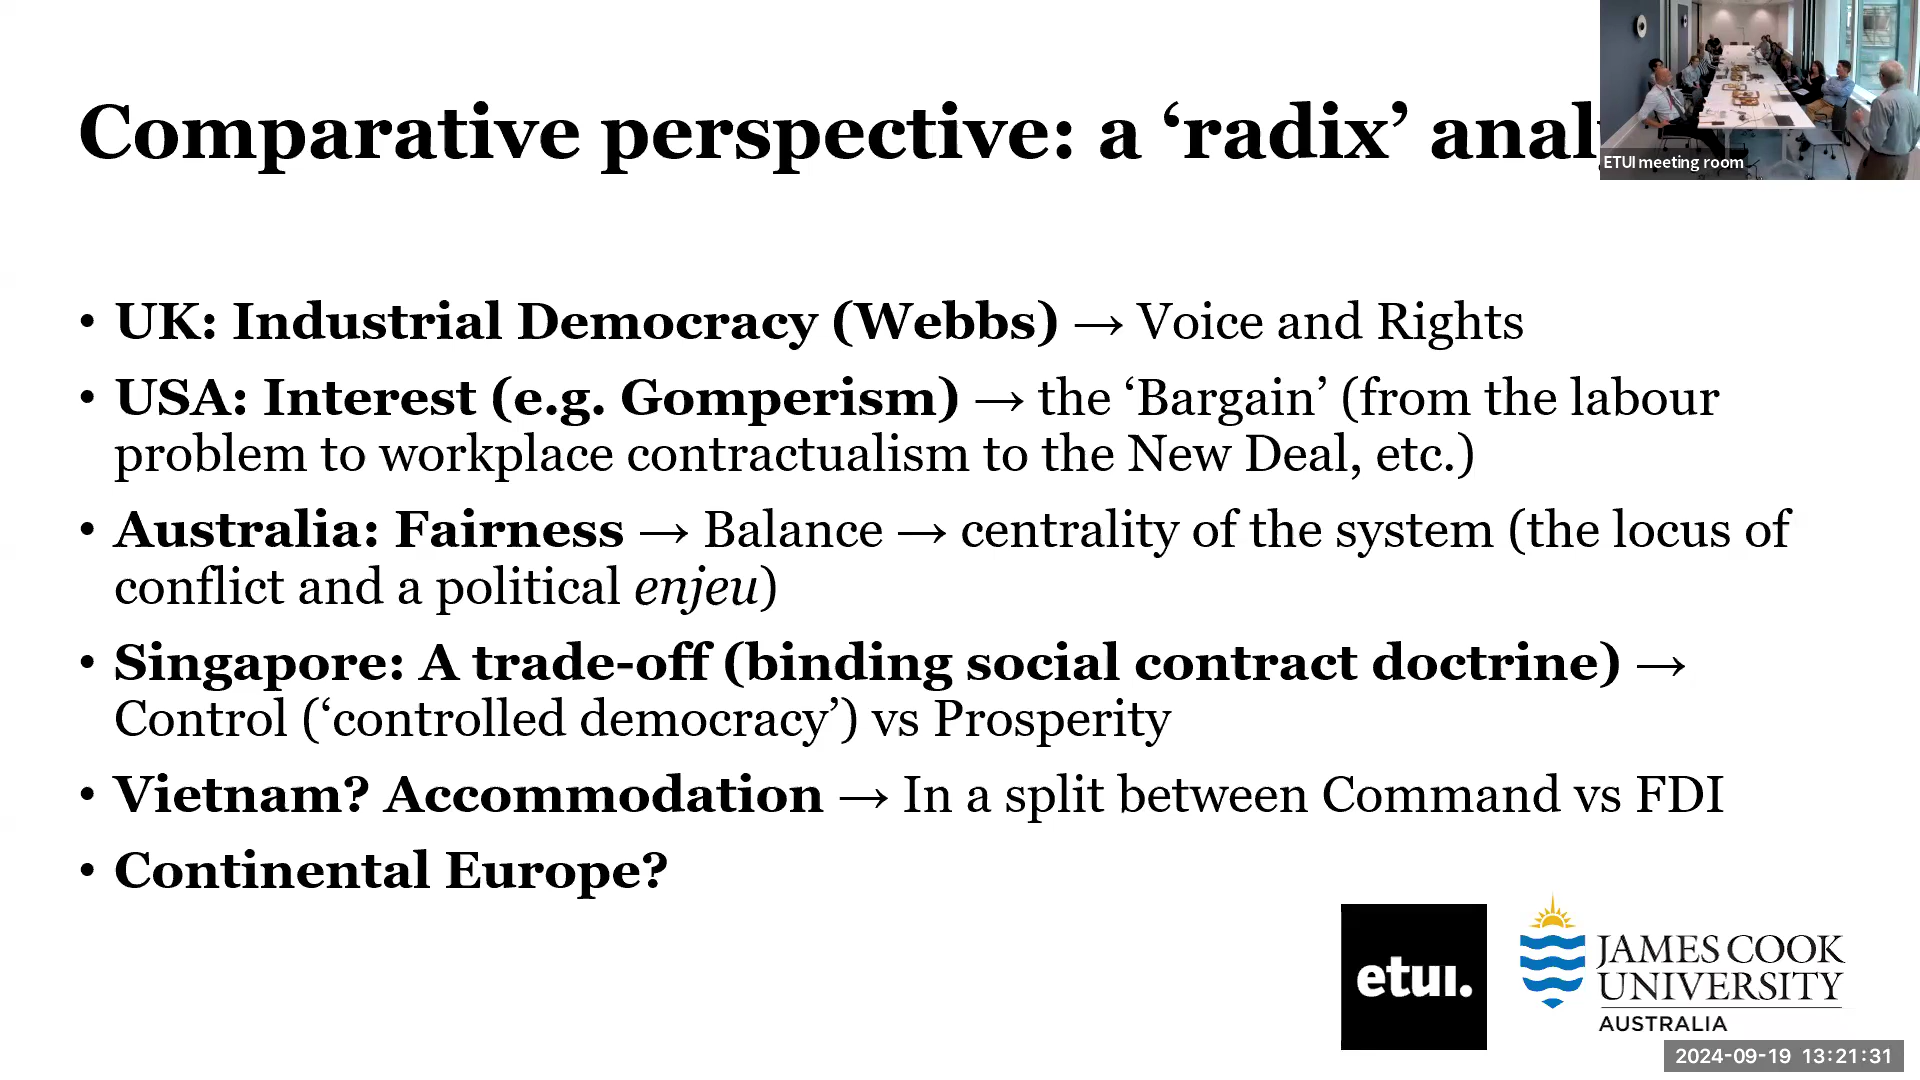 Comparative perspective: a ‘radix’
ETUI meeting room
• UK: Industrial Democracy (Webbs) → Voice and Rights
• USA: Interest (e.g. Gomperism) → the ‘Bargain’ (from the labour
problem to workplace contractualism to the New Deal, etc.)
• Australia: Fairness → Balance → centrality of the system (the locus of
conflict and a political enjeu)
• Singapore: A trade-off (binding social contract doctrine) →
Control (‘controlled democracy’) vs Prosperity
• Vietnam? Accommodation → In a split between Command vs FDI
• Continental Europe?
etui.
JAMES COOK
UNIVERSITY
AUSTRALIA
2024-09-19 13:21:31